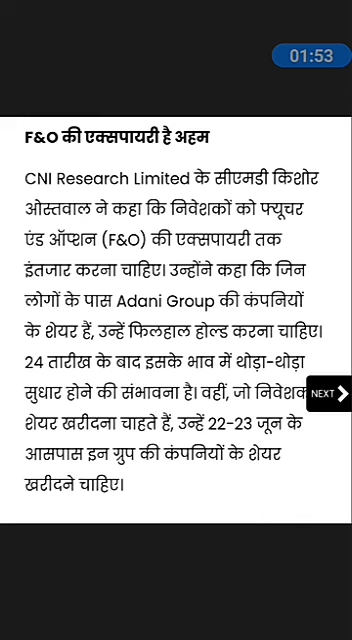 01:53
F&O की एक्सपायरी है अहम
CNI Research Limited के सीएमडी किशोर
ओस्तवाल ने कहा कि निवेशकों को फ्यूचर
एंड ऑप्शन (F&O) की एक्सपायरी तक
इंतजार करना चाहिए। उन्होंने कहा कि जिन
लोगों के पास Adani Group की कंपनियों
के शेयर हैं, उन्हें फिलहाल होल्ड करना चाहिए।
24 तारीख के बाद इसके भाव में थोड़ा-थोड़ा
सुधार होने की संभावना है। वहीं, जो निवेशक
NEXT
शेयर खरीदना चाहते हैं, उन्हें 22-23 जून के
आसपास इन ग्रुप की कंपनियों के शेयर
खरीदने चाहिए।